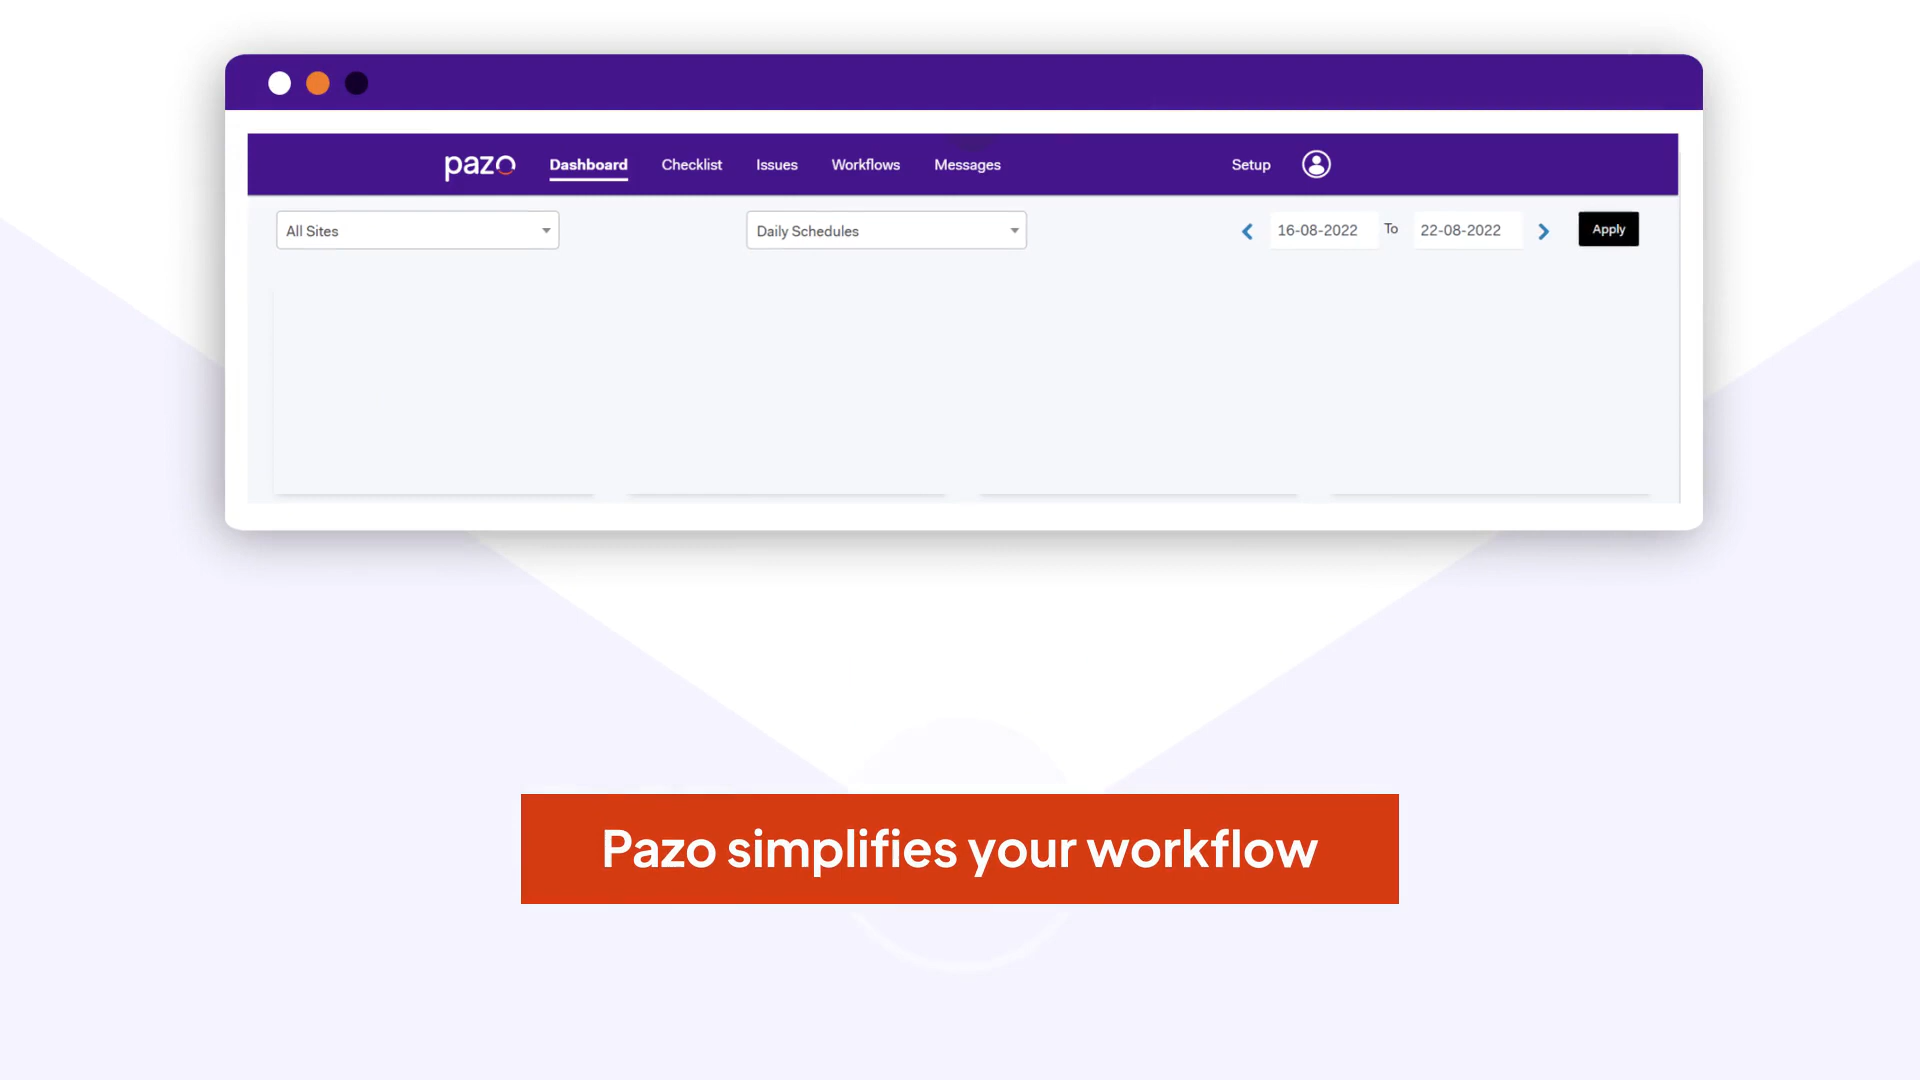 pazo Dashboard Checklist Issues Workflows Messages Setup
All Sites Daily Schedules 16-08-2022 To 22-08-2022 Apply
Pazo simplifies your workflow